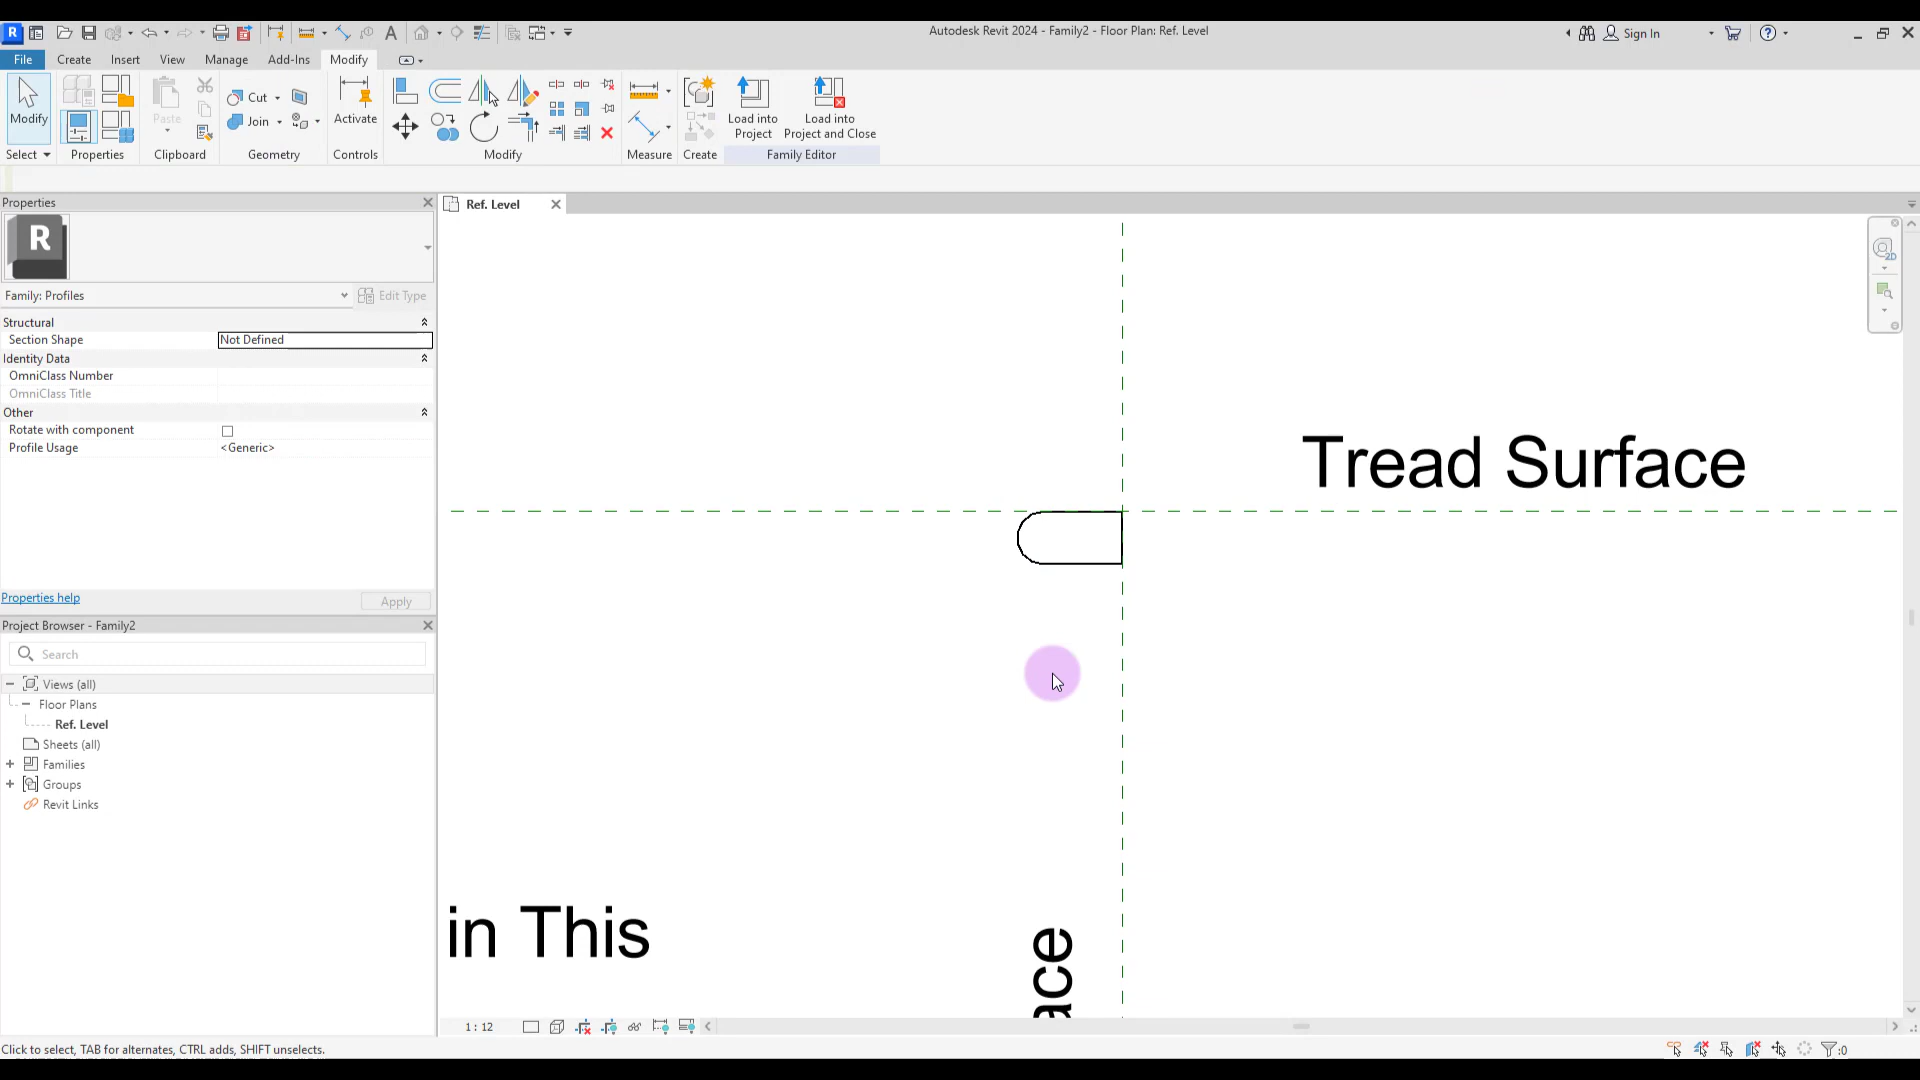 Autodesk Revit 2024 - Family2 - Floor Plan: Ref. Level
Sign In
File Create Insert View Manage Add-Ins Modify
Modify
Paste
Cut
Join
Activate
Load into Project
Load into Project and Close
Select Properties Clipboard Geometry Controls Modify Measure Create Family Editor
Properties
R
Family: Profiles
Edit Type
Structural
Section Shape Not Defined
Identity Data
OmniClass Number
OmniClass Title
Other
Rotate with component
Profile Usage <Generic>
Properties help
Apply
Project Browser - Family2
Search
Views (all)
Floor Plans
Ref. Level
Sheets (all)
Families
Groups
Revit Links
Ref. Level
2D
Tread Surface
in This
ace
1 : 12
Click to select, TAB for alternates, CTRL adds, SHIFT unselects.
:0